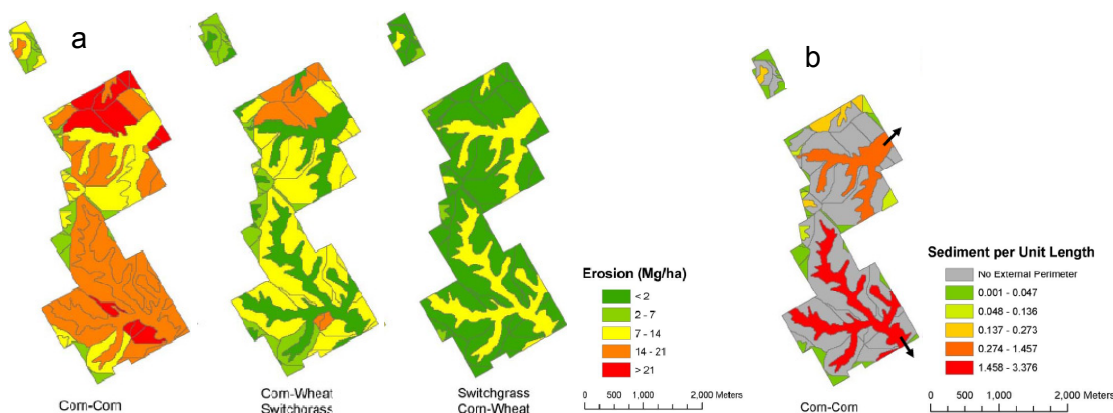 a
b
Erosion (Mg/ha)
< 2
2 - 7
7 - 14
14 - 21
> 21
Sediment per Unit Length
No External Perimeter
0.001 - 0.047
0.048 - 0.136
0.137 - 0.273
0.274 - 1.457
1.458 - 3.376
Corn-Corn
Corn-Wheat
Switchgrass
Switchgrass
Corn-Wheat
0 500 1,000 2,000 Meters
Corn-Corn
0 500 1,000 2,000 Meters